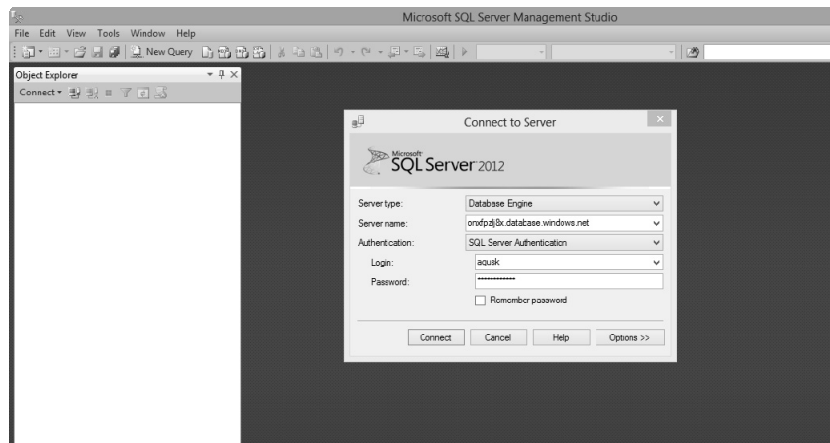 Microsoft SQL Server Management Studio
File Edit View Tools Window Help
New Query
Object Explorer
Connect
Connect to Server
Microsoft SQL Server 2012
Server type: Database Engine
Server name: onxfpzlj8x.database.windows.net
Authentication: SQL Server Authentication
Login: aqusk
Password: ************
Remember password
Connect Cancel Help Options >>